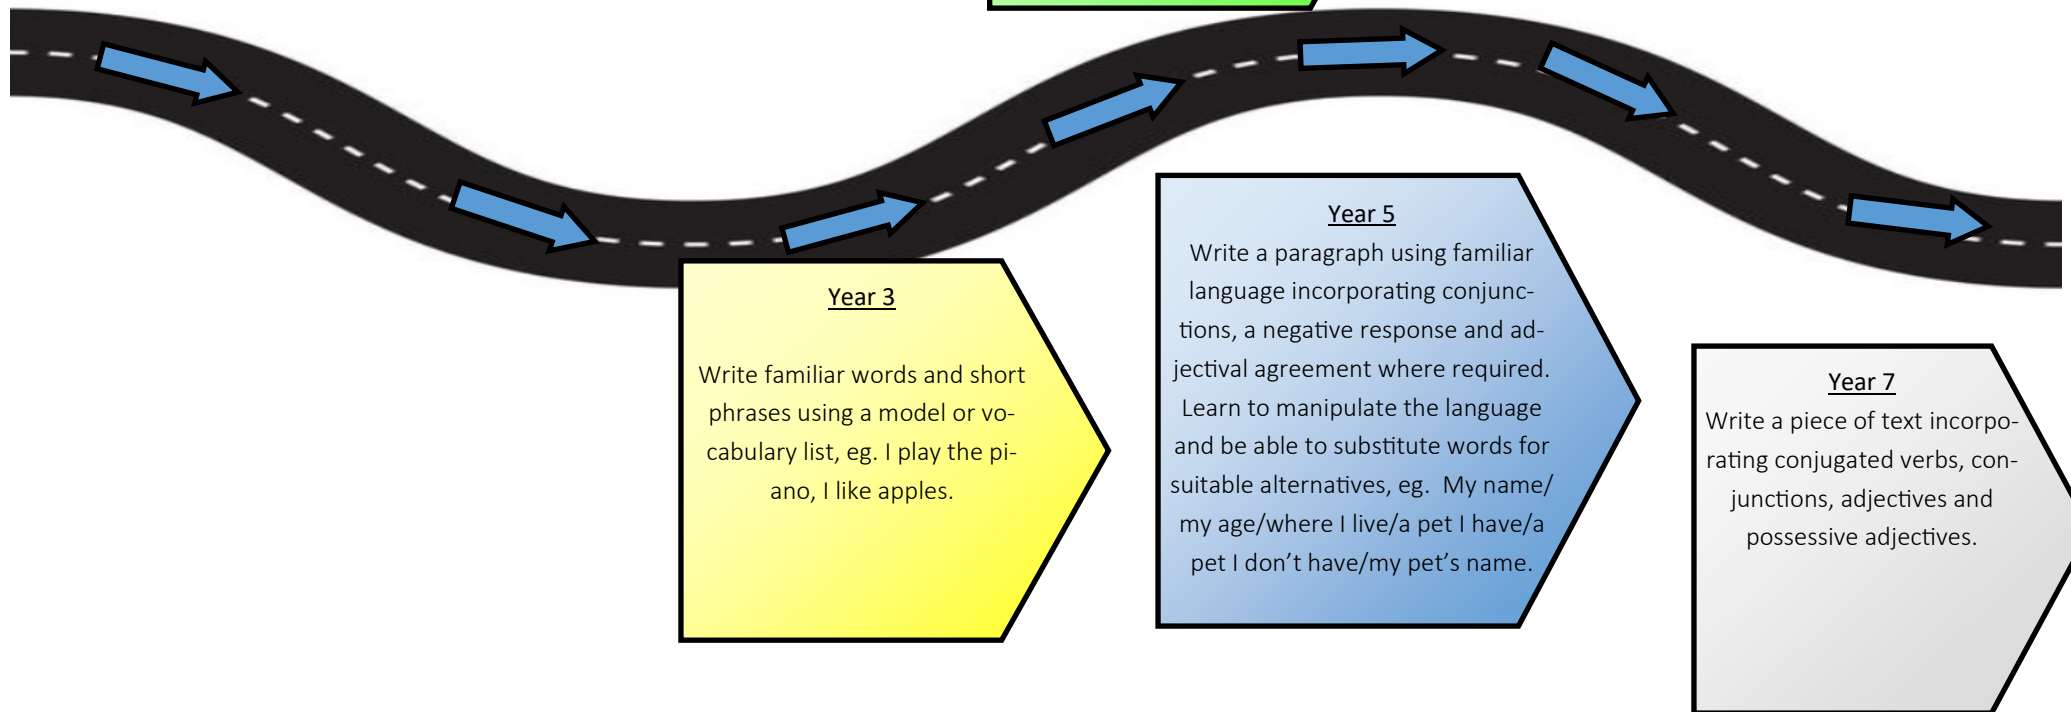 Year 3
Write familiar words and short
phrases using a model or vo-
cabulary list, eg. I play the pi-
ano, I like apples.
Year 5
Write a paragraph using familiar
language incorporating conjunc-
tions, a negative response and ad-
jectival agreement where required.
Learn to manipulate the language
and be able to substitute words for
suitable alternatives, eg.  My name/
my age/where I live/a pet I have/a
pet I don’t have/my pet’s name.
Year 7
Write a piece of text incorpo-
rating conjugated verbs, con-
junctions, adjectives and
possessive adjectives.